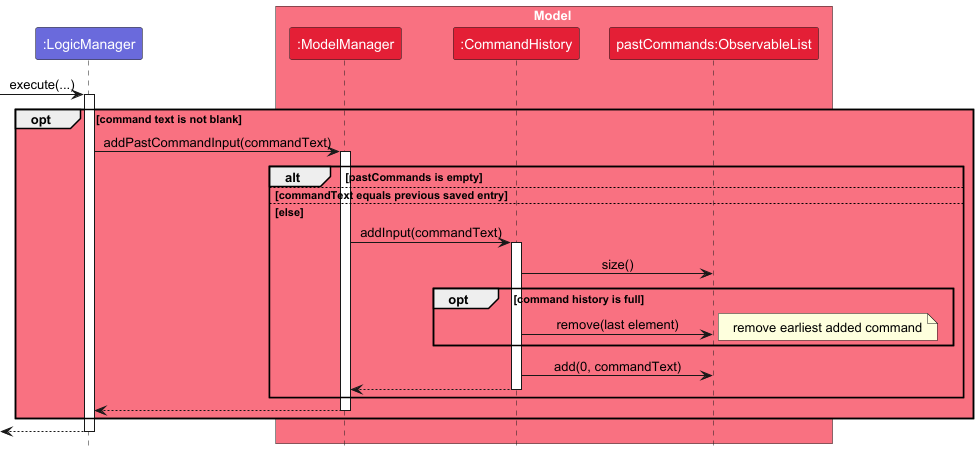 Model
:LogicManager
:ModelManager
:CommandHistory
pastCommands:ObservableList
execute(...)
opt
[command text is not blank]
addPastCommandInput(commandText)
alt
[pastCommands is empty]
[commandText equals previous saved entry]
[else]
addInput(commandText)
size()
opt
[command history is full]
remove(last element)
remove earliest added command
add(0, commandText)